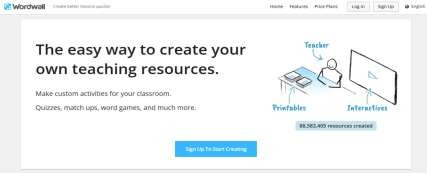 Wordwall Create better lessons quicker Home Features Price Plans Log In Sign Up English
The easy way to create your
own teaching resources.
Make custom activities for your classroom.
Quizzes, match ups, word games, and much more.
Teacher
Printables
Interactives
88,583,469 resources created
Sign Up To Start Creating